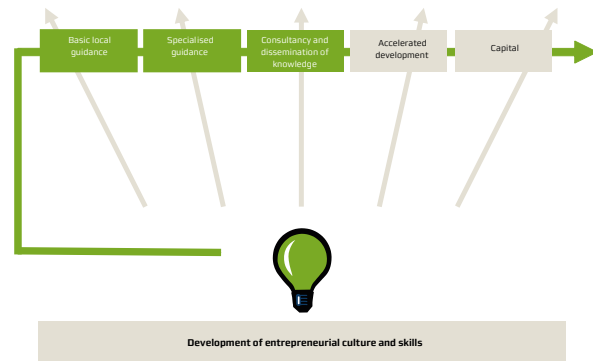 Basic local
guidance
Specialised
guidance
Consultancy and
dissemination of
knowledge
Accelerated
development
Capital
Development of entrepreneurial culture and skills